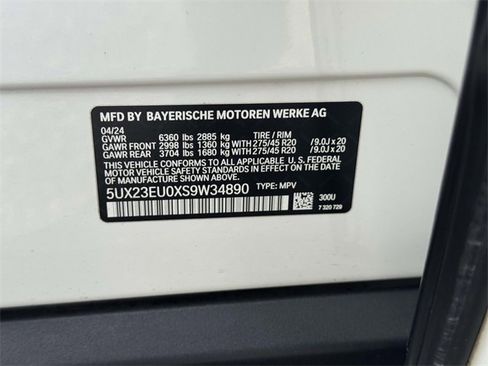 MFD BY BAYERISCHE MOTOREN WERKE AG
04/24
GVWR 6360 lbs 2885 kg TIRE / RIM
GAWR FRONT 2998 lbs 1360 kg 275/45 R20 / 9.0J x 20
GAWR REAR 3704 lbs 1680 kg 275/45 R20 / 9.0J x 20
THIS VEHICLE CONFORMS TO ALL APPLICABLE U.S. FEDERAL
MOTOR VEHICLE SAFETY STANDARDS IN EFFECT ON THE DATE
OF MANUFACTURE SHOWN ABOVE.
5UX23EU0XS9W34890 TYPE: MPV
300U
7 320 729